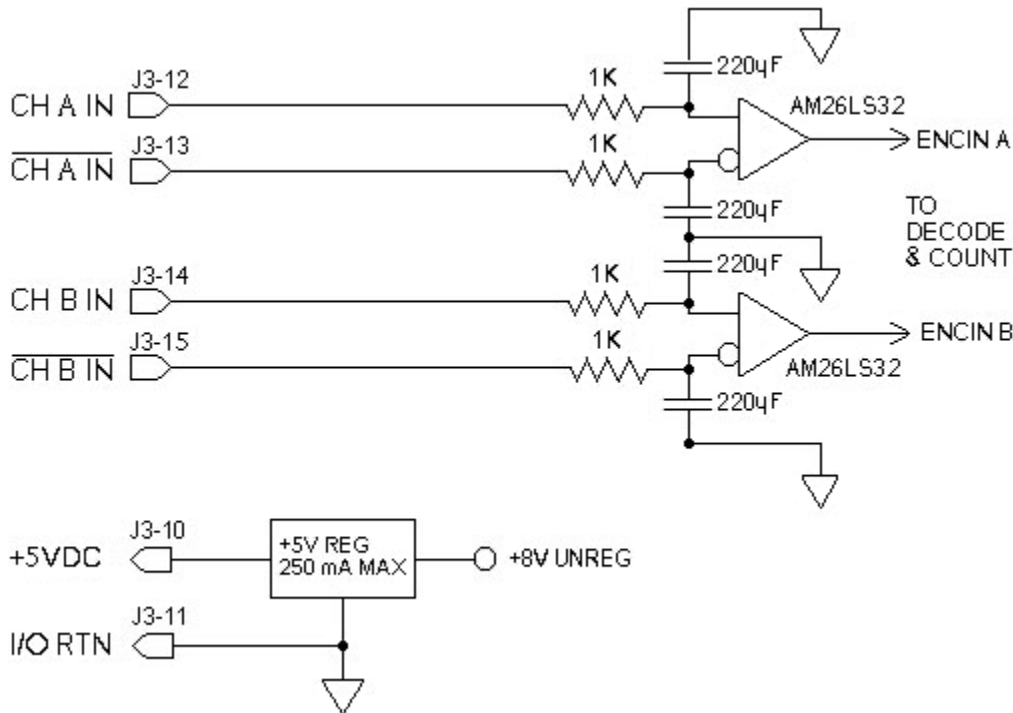 J3-12
CH A IN
1K
220μF
AM26LS32
ENCIN A
J3-13
CH A IN
1K
220μF
TO
DECODE
& COUNT
J3-14
CH B IN
1K
220μF
ENCIN B
J3-15
CH B IN
1K
AM26LS32
220μF
J3-10
+5VDC
+5V REG
250 mA MAX
+8V UNREG
J3-11
I/O RTN